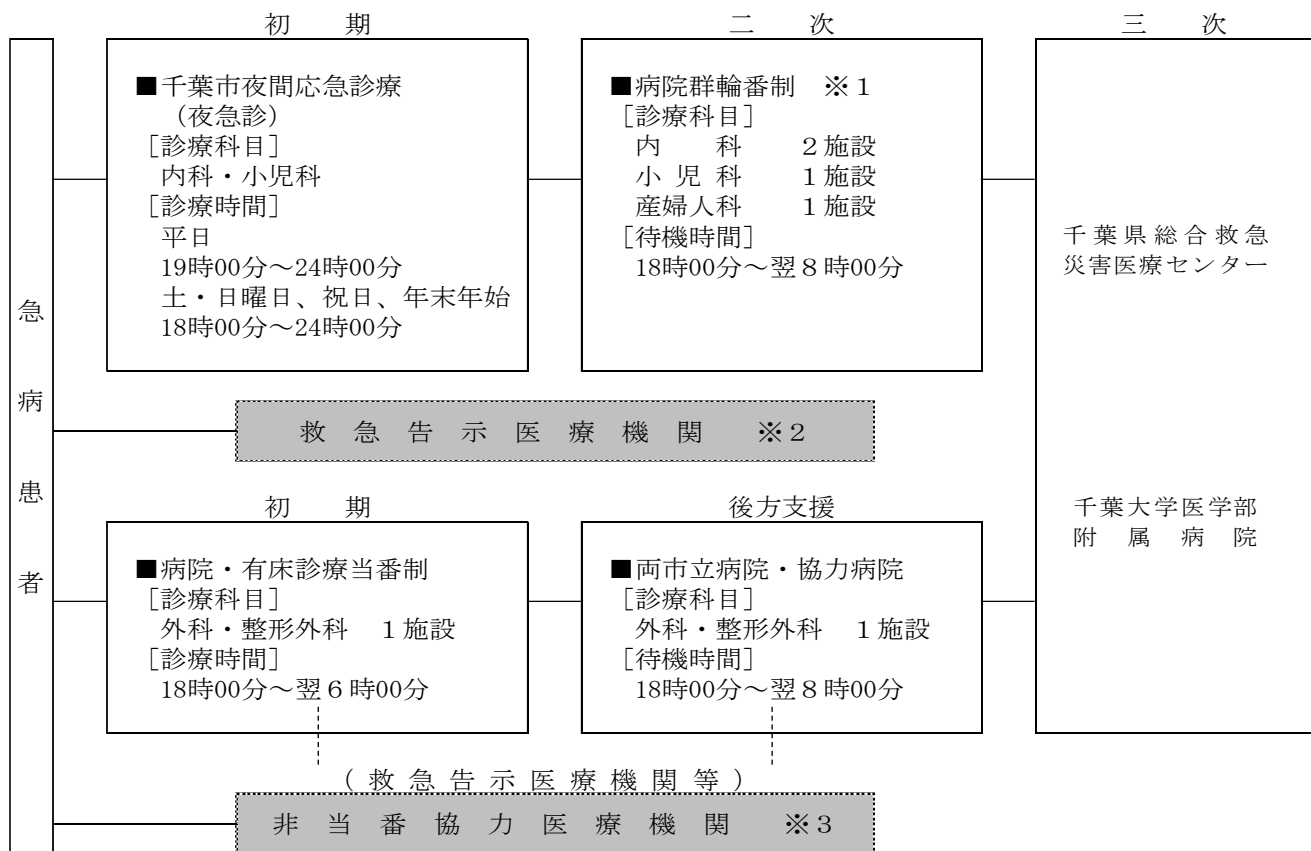 初　期
二　次
三　次
急病患者
■千葉市夜間応急診療
（夜急診）
［診療科目］
内科・小児科
［診療時間］
平日
19時00分～24時00分
土・日曜日、祝日、年末年始
18時00分～24時00分
■病院群輪番制　※１
［診療科目］
内　　科　　２施設
小 児 科　　１施設
産婦人科　　１施設
［待機時間］
18時00分～翌８時00分
千葉県総合救急
災害医療センター
救急告示医療機関　※２
初　期
後方支援
■病院・有床診療当番制
［診療科目］
外科・整形外科　１施設
［診療時間］
18時00分～翌６時00分
■両市立病院・協力病院
［診療科目］
外科・整形外科　１施設
［待機時間］
18時00分～翌８時00分
千葉大学医学部
附　属　病　院
（救急告示医療機関等）
非当番協力医療機関　※３